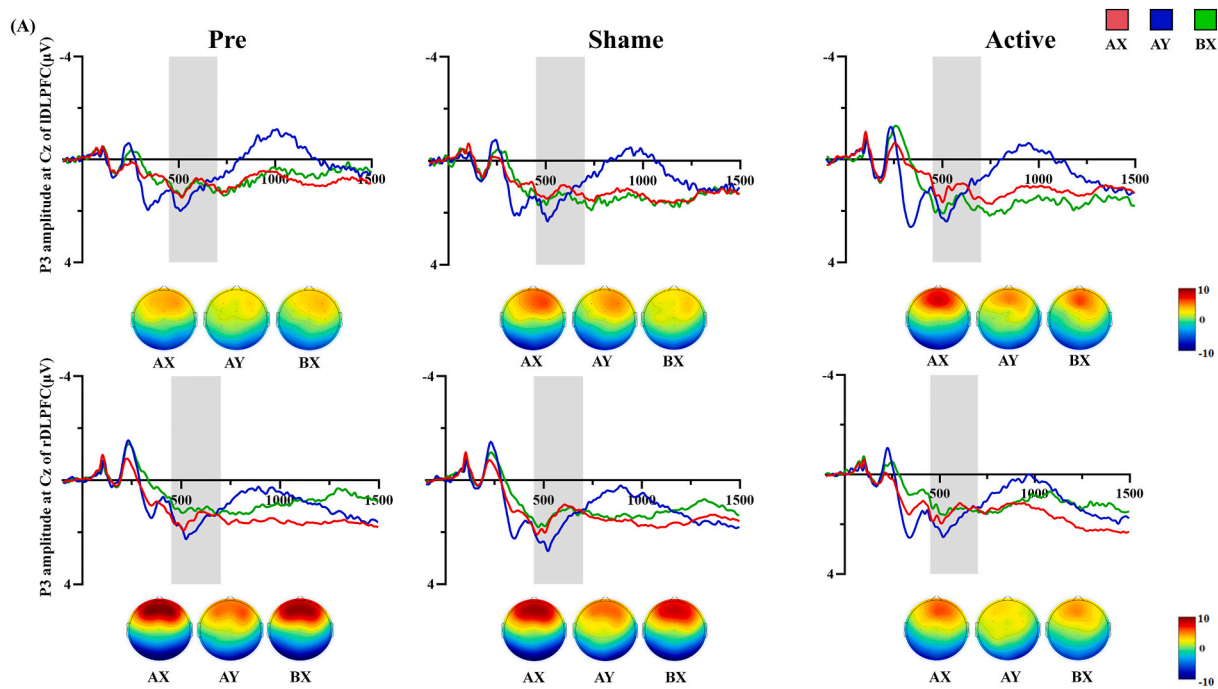 (A)
Pre
Shame
Active
AX AY BX
P3 amplitude at Cz of lDLPFC(μV)
-4
500 1000 1500
4
-4
500 1000 1500
4
-4
500 1000 1500
4
AX AY BX
AX AY BX
AX AY BX
10
0
-10
P3 amplitude at Cz of rDLPFC(μV)
-4
500 1000 1500
4
-4
500 1000 1500
4
-4
500 1000 1500
4
AX AY BX
AX AY BX
AX AY BX
10
0
-10